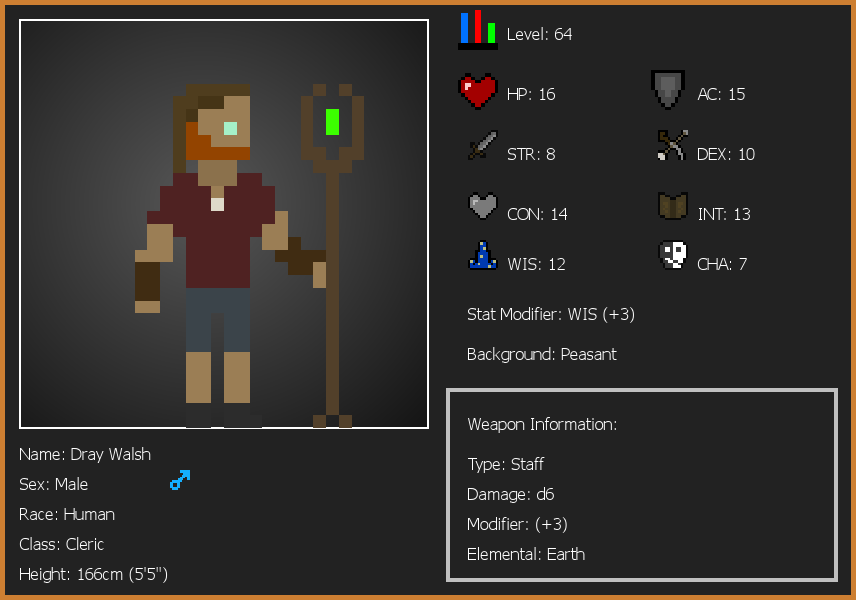 Level: 64
HP: 16
AC: 15
STR: 8
DEX: 10
CON: 14
INT: 13
WIS: 12
CHA: 7
Stat Modifier: WIS (+3)
Background: Peasant
Weapon Information:
Type: Staff
Damage: d6
Modifier: (+3)
Elemental: Earth
Name: Dray Walsh
Sex: Male
Race: Human
Class: Cleric
Height: 166cm (5'5")